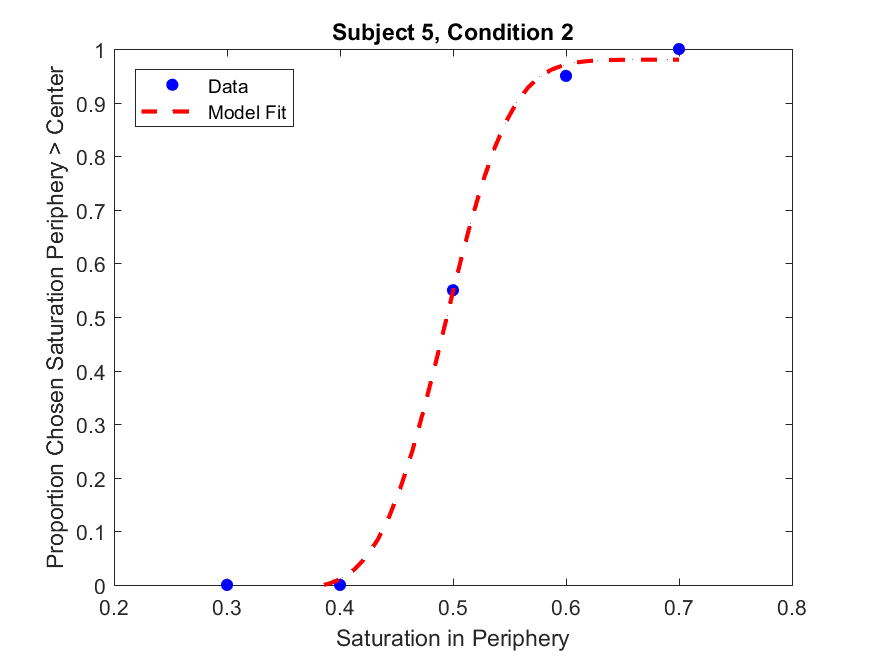 Subject 5, Condition 2
Data
Model Fit
Proportion Chosen Saturation Periphery > Center
1
0.9
0.8
0.7
0.6
0.5
0.4
0.3
0.2
0.1
0
0.2 0.3 0.4 0.5 0.6 0.7 0.8
Saturation in Periphery